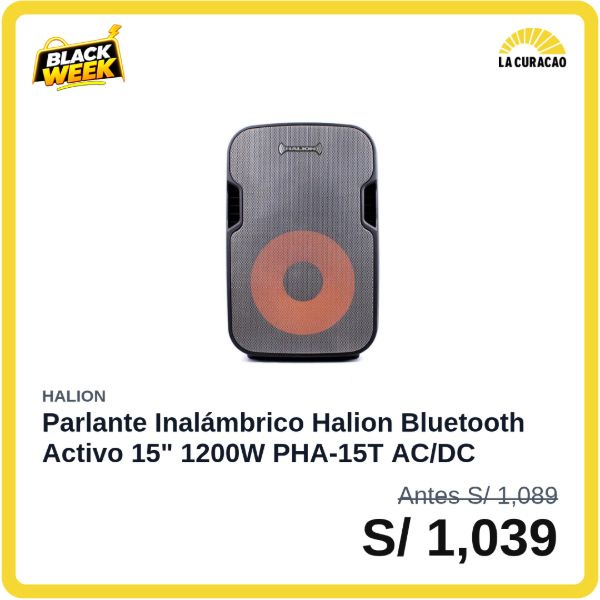 BLACK
WEEK
LA CURACAO
HALION
HALION
Parlante Inalámbrico Halion Bluetooth
Activo 15" 1200W PHA-15T AC/DC
Antes S/ 1,089
S/ 1,039